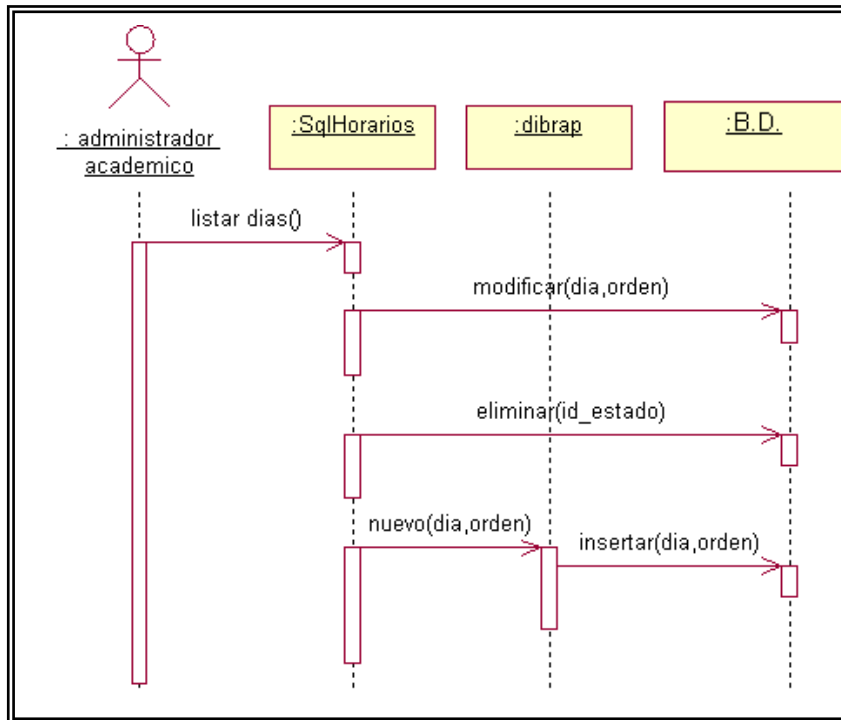 : administrador
academico
:SqlHorarios
:dibrap
:B.D.
listar dias()
modificar(dia,orden)
eliminar(id_estado)
nuevo(dia,orden)
insertar(dia,orden)